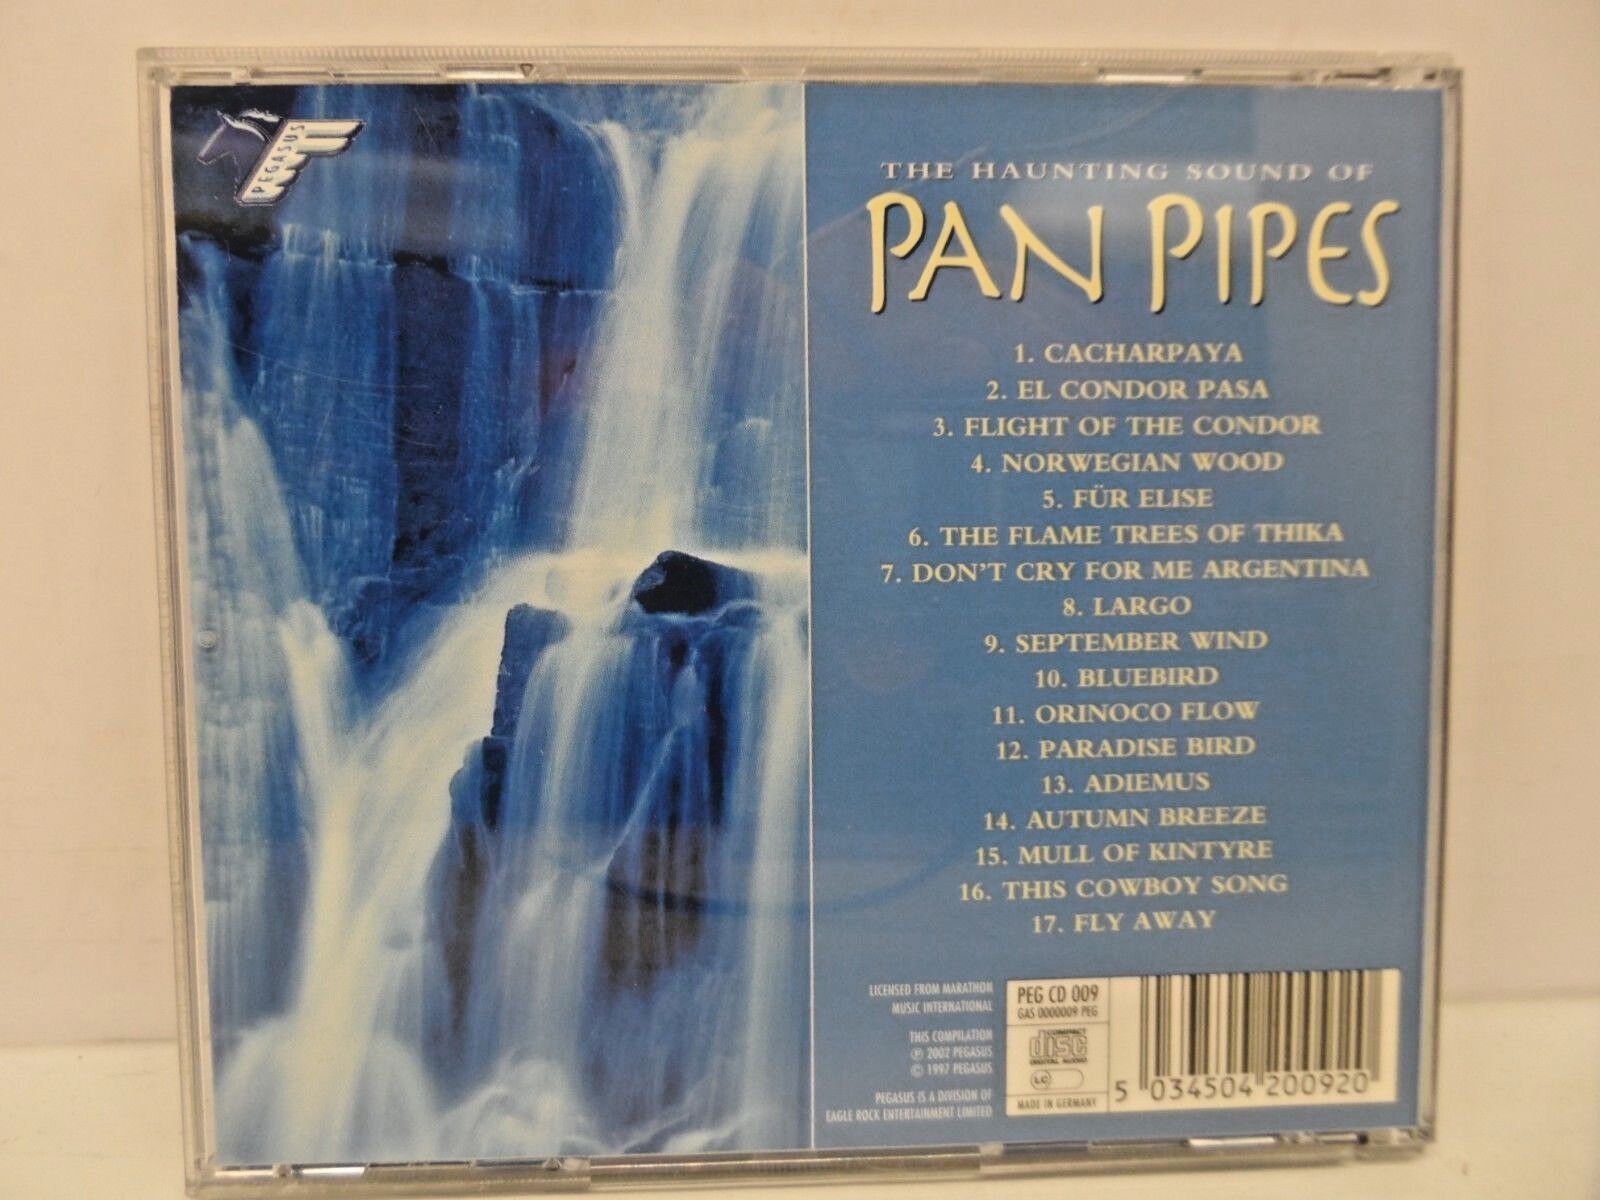 PEGASUS
THE HAUNTING SOUND OF
PAN PIPES
1. CACHARPAYA
2. EL CONDOR PASA
3. FLIGHT OF THE CONDOR
4. NORWEGIAN WOOD
5. FÜR ELISE
6. THE FLAME TREES OF THIKA
7. DON'T CRY FOR ME ARGENTINA
8. LARGO
9. SEPTEMBER WIND
10. BLUEBIRD
11. ORINOCO FLOW
12. PARADISE BIRD
13. ADIEMUS
14. AUTUMN BREEZE
15. MULL OF KINTYRE
16. THIS COWBOY SONG
17. FLY AWAY
LICENSED FROM MARATHON
MUSIC INTERNATIONAL
THIS COMPILATION
℗ 2002 PEGASUS
© 1997 PEGASUS
PEGASUS IS A DIVISION OF
EAGLE ROCK ENTERTAINMENT LIMITED
PEG CD 009
GAS 0000009 PEG
COMPACT
disc
DIGITAL AUDIO
LC
MADE IN GERMANY
5 034504 200920